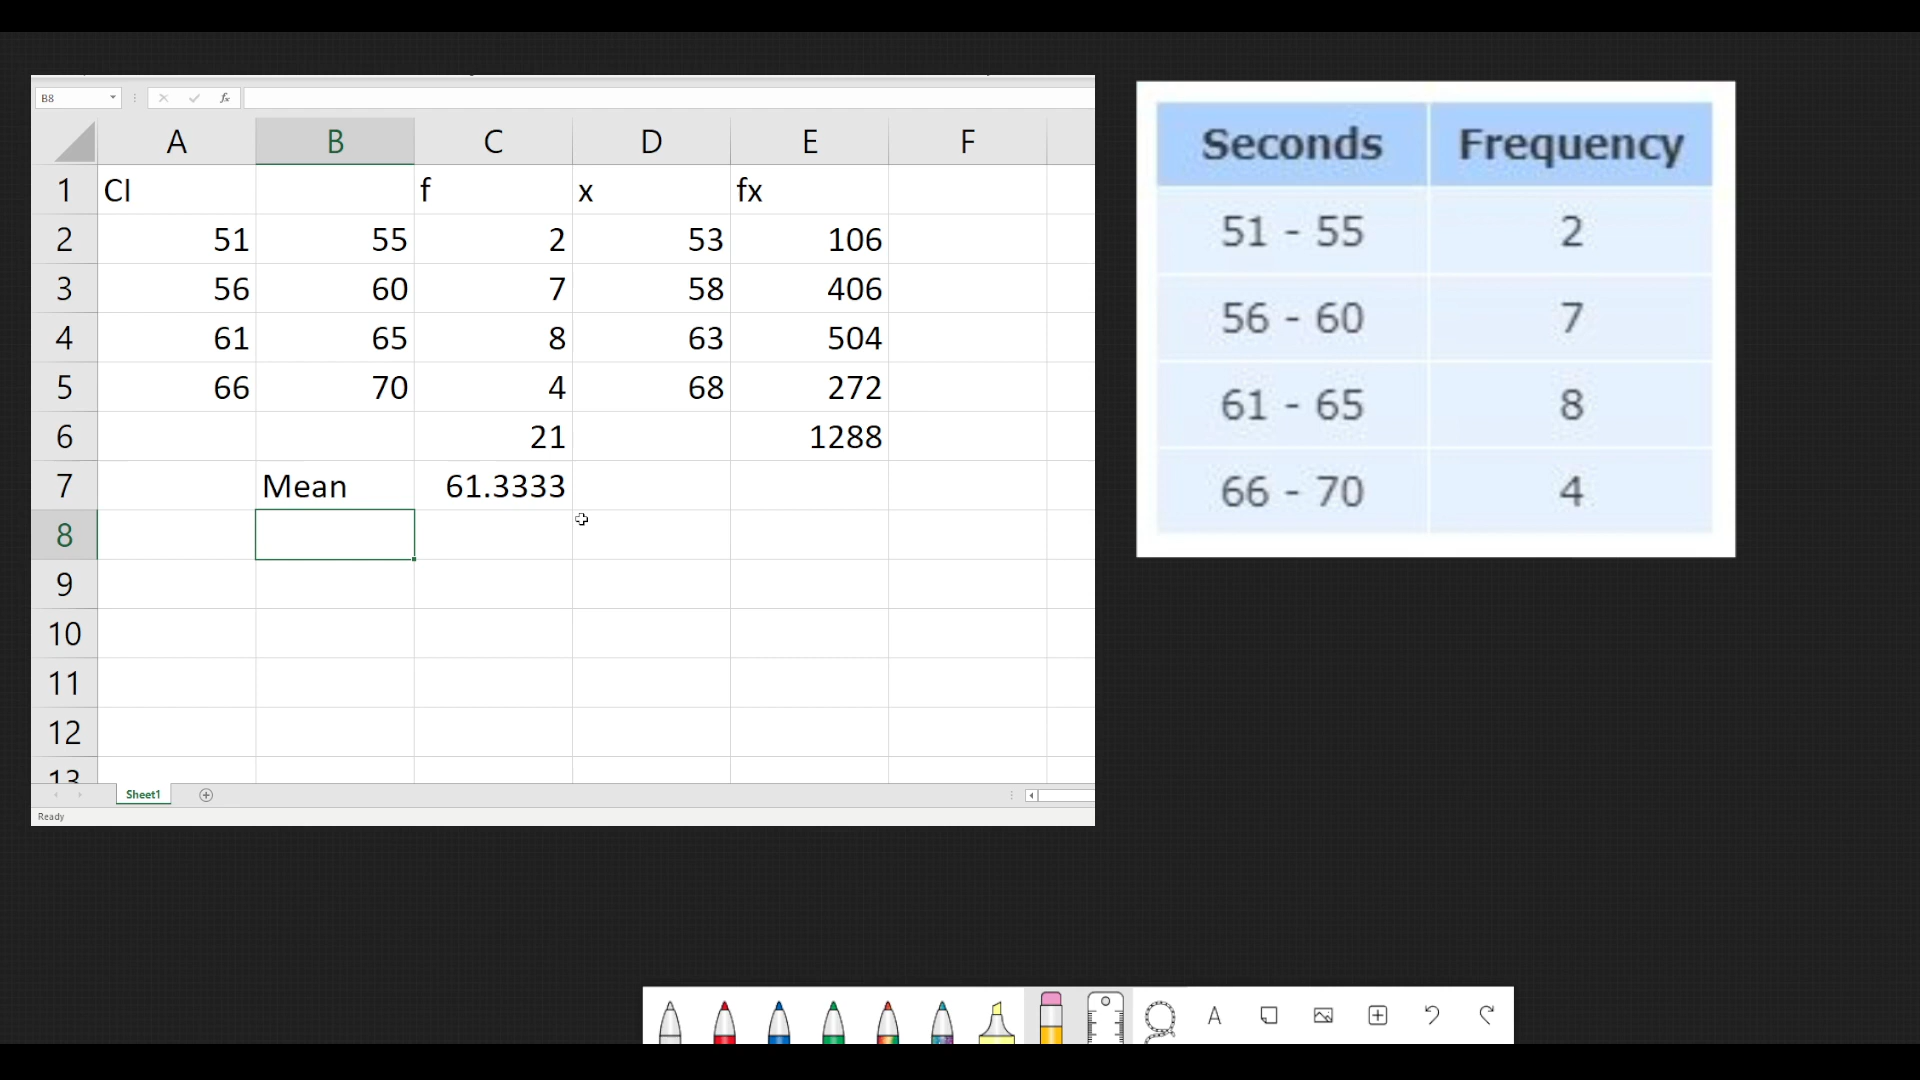 B8
fx
A B C D E F
1 CI f x fx
2 51 55 2 53 106
3 56 60 7 58 406
4 61 65 8 63 504
5 66 70 4 68 272
6 21 1288
7 Mean 61.3333
8
9
10
11
12
13
Sheet1
Ready
Seconds Frequency
51 - 55 2
56 - 60 7
61 - 65 8
66 - 70 4
A